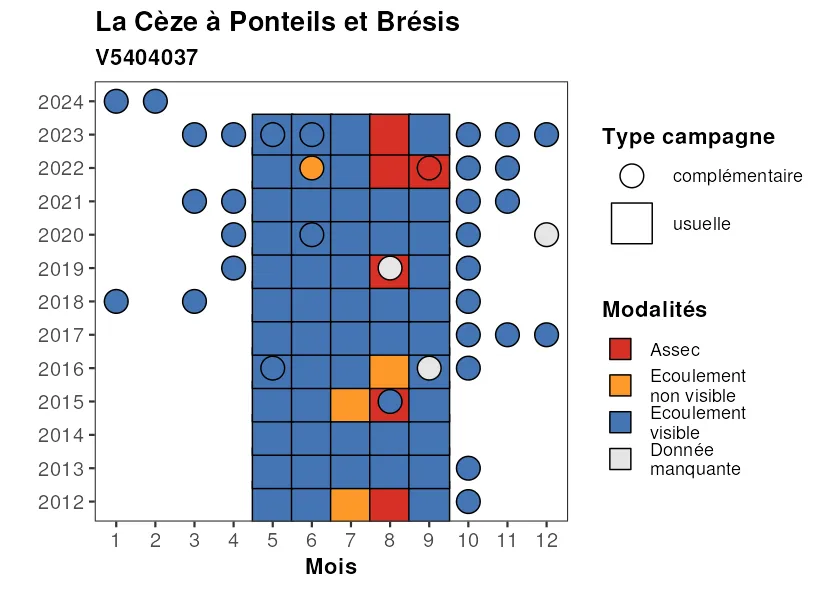 La Cèze à Ponteils et Brésis
V5404037
2024
2023
2022
2021
2020
2019
2018
2017
2016
2015
2014
2013
2012
1 2 3 4 5 6 7 8 9 10 11 12
Mois
Type campagne
complémentaire
usuelle
Modalités
Assec
Ecoulement
non visible
Ecoulement
visible
Donnée
manquante